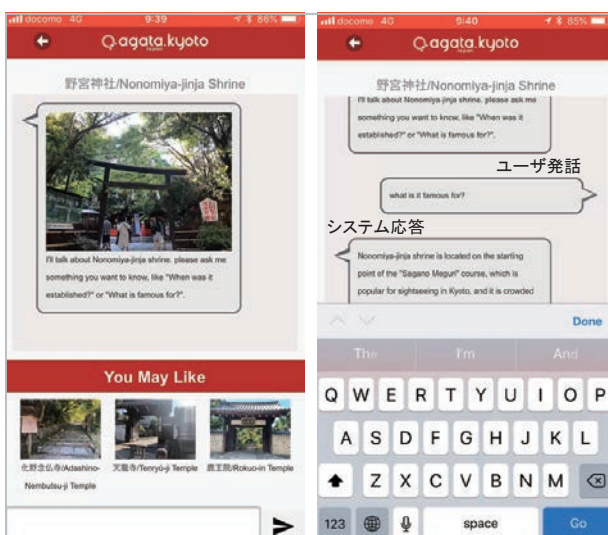 docomo 4G 9:39 86%
agata.kyoto
野宮神社/Nonomiya-jinja Shrine
I'll talk about Nonomiya-jinja shrine. please ask me
something you want to know, like "When was it
established?" or "What is famous for?".
You May Like
化野念仏寺/Adashino-
Nembutsu-ji Temple
天龍寺/Tenryū-ji Temple
鹿王院/Rokuo-in Temple
docomo 4G 9:40 85%
agata.kyoto
野宮神社/Nonomiya-jinja Shrine
I'll talk about Nonomiya-jinja shrine. please ask me
something you want to know, like "When was it
established?" or "What is famous for?".
ユーザ発話
what is it famous for?
システム応答
Nonomiya-jinja shrine is located on the starting
point of the "Sagano Meguri" course, which is
popular for sightseeing in Kyoto, and it is crowded
Done
The I'm And
Q W E R T Y U I O P
A S D F G H J K L
Z X C V B N M
123 space Go